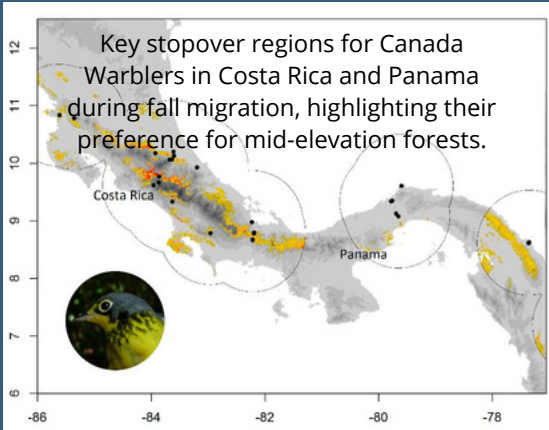 Key stopover regions for Canada
Warblers in Costa Rica and Panama
during fall migration, highlighting their
preference for mid-elevation forests.
12
11
10
9
8
7
6
Costa Rica
Panama
-86
-84
-82
-80
-78